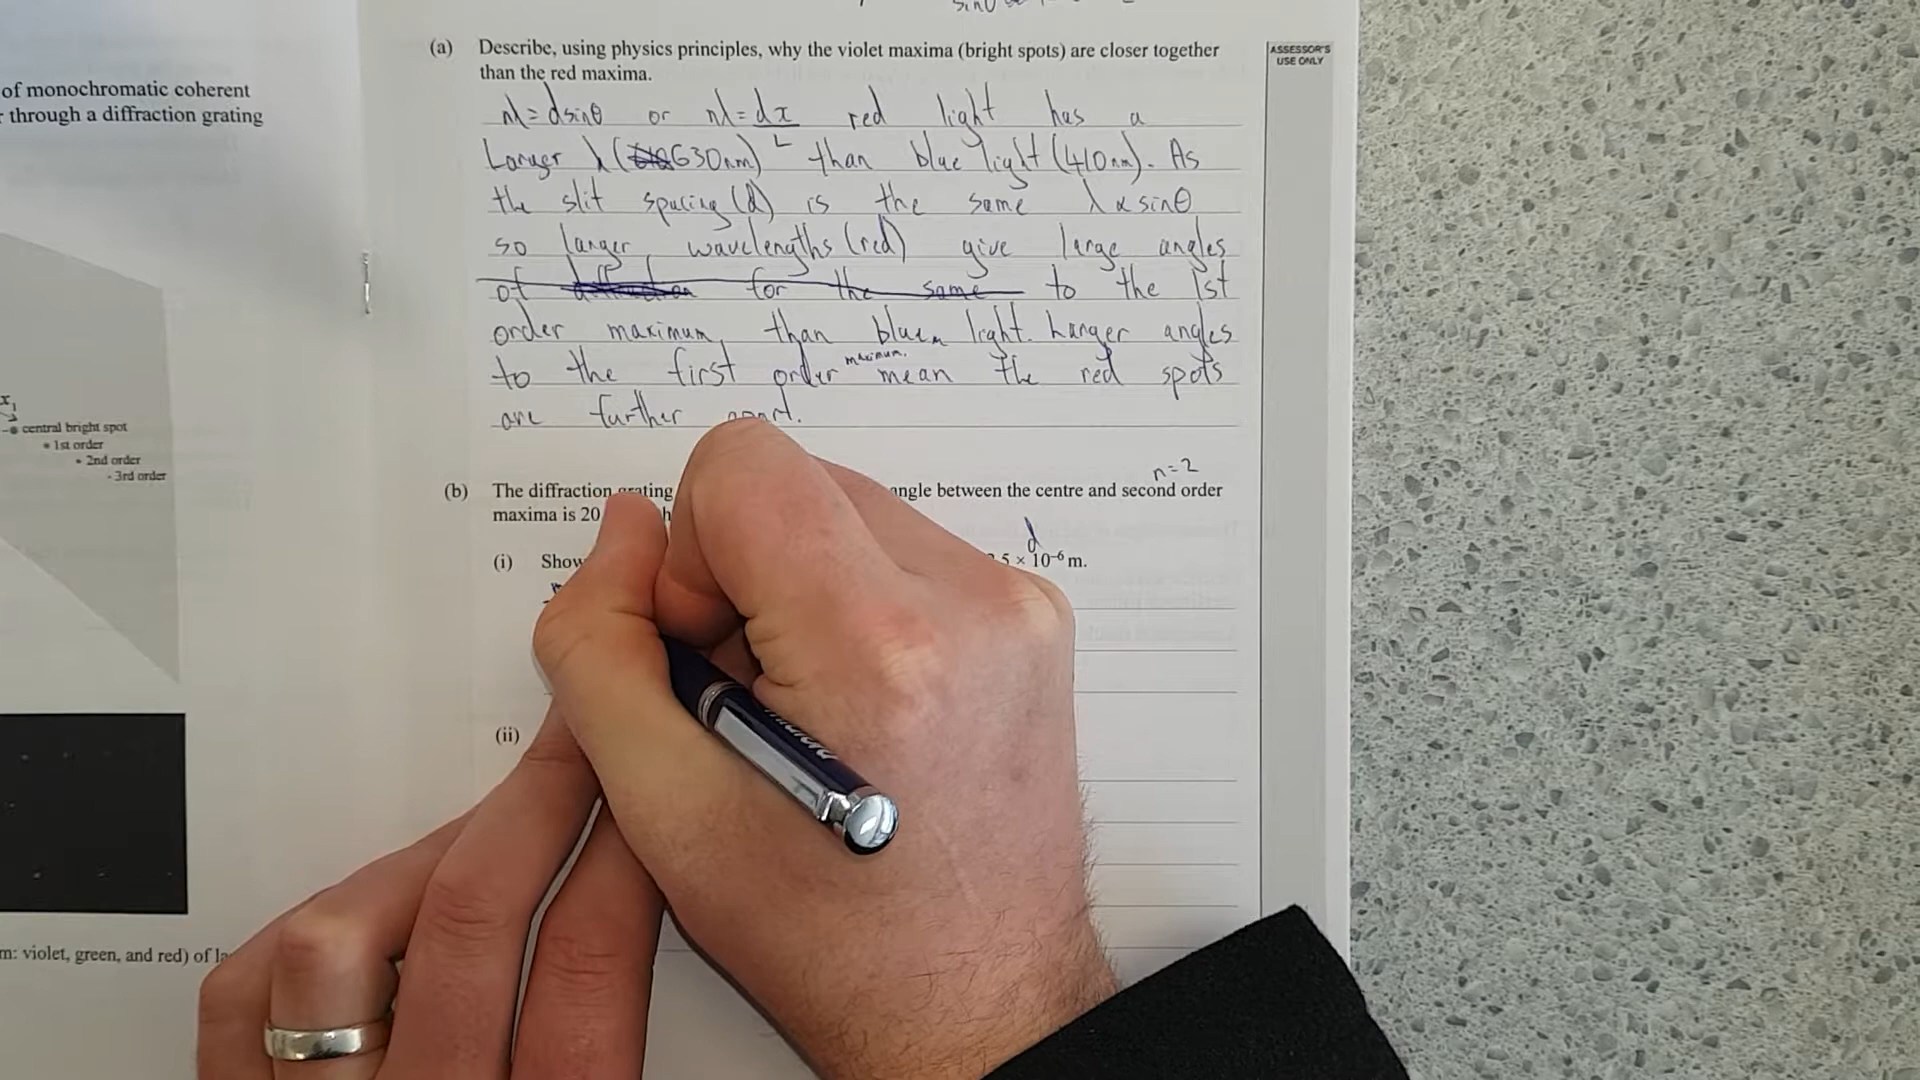 sinθ
(a) Describe, using physics principles, why the violet maxima (bright spots) are closer together
than the red maxima.
ASSESSOR'S
USE ONLY
of monochromatic coherent
through a diffraction grating
nλ = dsinθ or nλ = dx/L red light has a
Larger λ (630nm) than blue light (410nm). As
the slit spacing (d) is the same λ ∝ sinθ
so larger wavelengths (red) give large angles
of for the same to the 1st
order maximum than blue light. Larger angles
to the first order maximum. mean the red spots
are further apart.
x1
central bright spot
1st order
2nd order
3rd order
n=2
(b) The diffraction grating angle between the centre and second order
maxima is 20
d
(i) Show 5 × 10⁻⁶ m.
(ii)
m: violet, green, and red) of